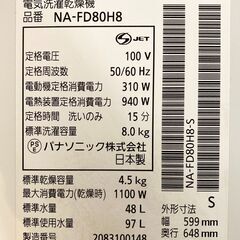 電気洗濯乾燥機
品番 NA-FD80H8
S JET
定格電圧 100 V
定格周波数 50/60 Hz
電動機定格消費電力 310 W
電熱装置定格消費電力 940 W
定格時間 洗いのみ 15 分
標準洗濯容量 8.0 kg
PS E
パナソニック株式会社
日本製
標準乾燥容量 4.5 kg
最大消費電力(乾燥時) 1100 W
標準水量 48 L
標準使用水量 97 L
製造番号 2083100148
NA-FD80H8-S
S
外形寸法
幅 599 mm
奥行 648 mm